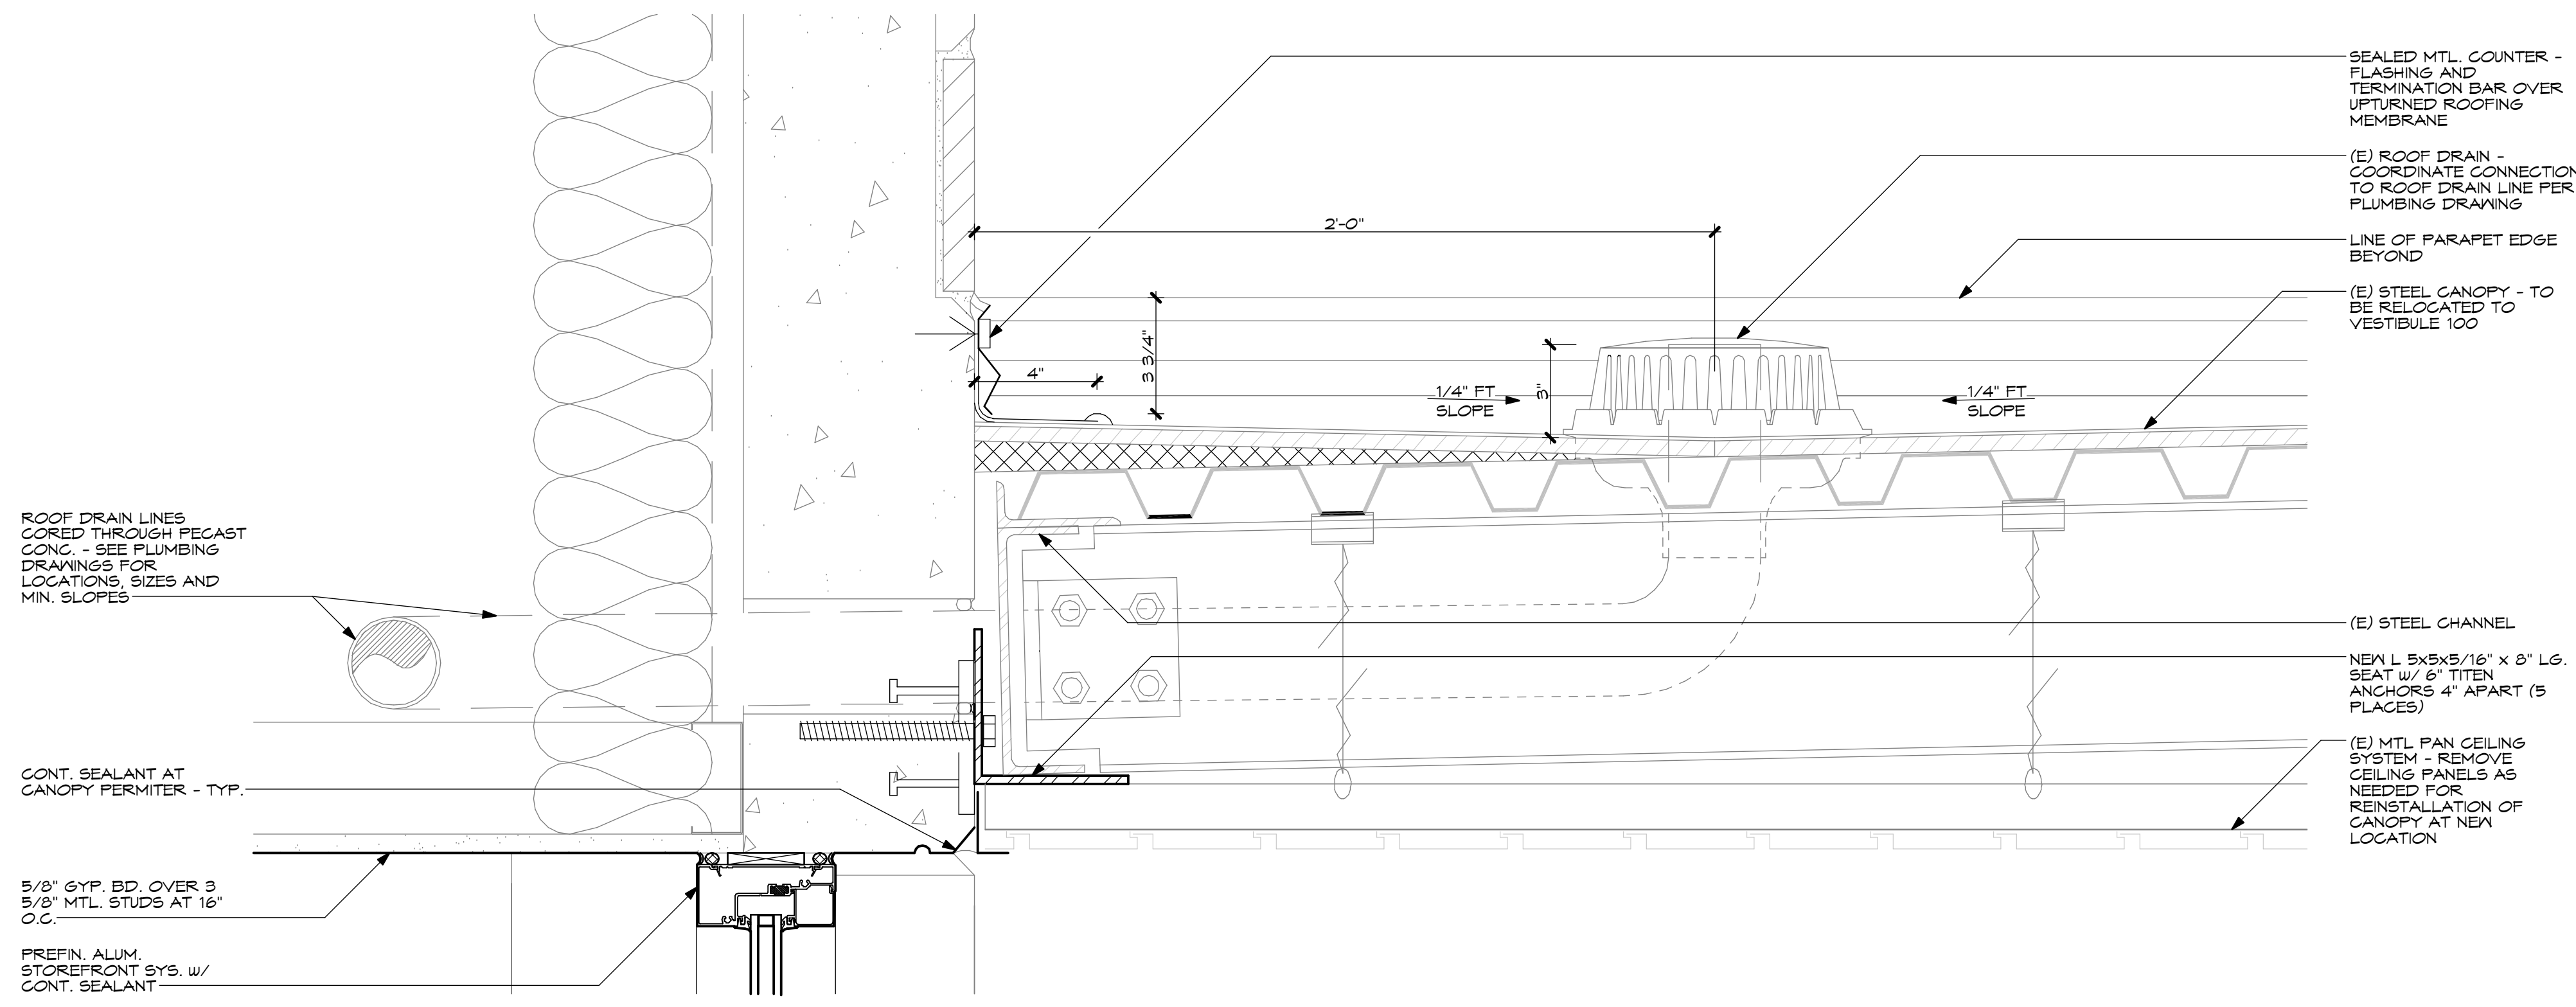 SEALED MTL. COUNTER -
FLASHING AND
TERMINATION BAR OVER
UPTURNED ROOFING
MEMBRANE
(E) ROOF DRAIN -
COORDINATE CONNECTION
TO ROOF DRAIN LINE PER
PLUMBING DRAWING
LINE OF PARAPET EDGE
BEYOND
(E) STEEL CANOPY - TO
BE RELOCATED TO
VESTIBULE 100
2'-0"
3 3/4"
4"
3"
1/4" FT
SLOPE
1/4" FT
SLOPE
ROOF DRAIN LINES
CORED THROUGH PECAST
CONC. - SEE PLUMBING
DRAWINGS FOR
LOCATIONS, SIZES AND
MIN. SLOPES
(E) STEEL CHANNEL
NEW L 5x5x5/16" x 8" LG.
SEAT w/ 6" TITEN
ANCHORS 4" APART (5
PLACES)
(E) MTL PAN CEILING
SYSTEM - REMOVE
CEILING PANELS AS
NEEDED FOR
REINSTALLATION OF
CANOPY AT NEW
LOCATION
CONT. SEALANT AT
CANOPY PERMITER - TYP.
5/8" GYP. BD. OVER 3
5/8" MTL. STUDS AT 16"
O.C.
PREFIN. ALUM.
STOREFRONT SYS. w/
CONT. SEALANT